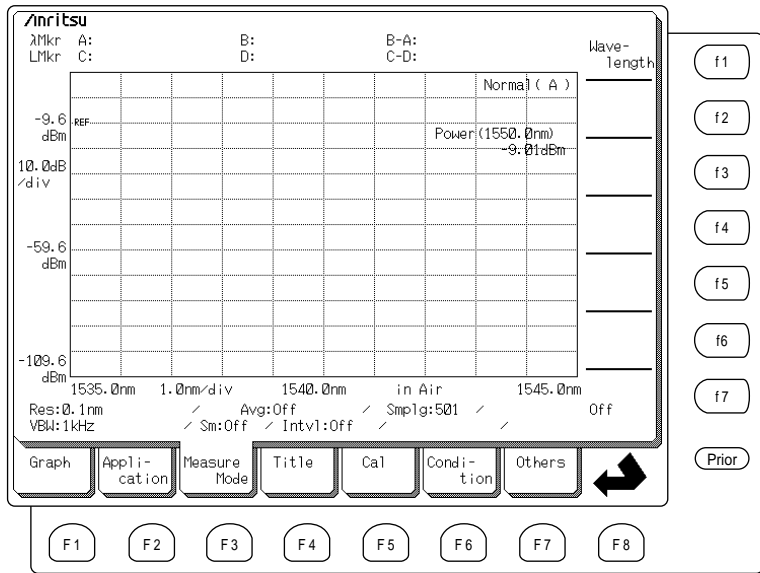 Anritsu
λMkr A: B: B-A:
LMkr C: D: C-D:
Wave-
length
Normal ( A )
-9.6
dBm
REF
Power(1550.0nm)
-9.01dBm
10.0dB
/div
-59.6
dBm
-109.6
dBm
1535.0nm 1.0nm/div 1540.0nm in Air 1545.0nm
Res:0.1nm / Avg:Off / Smplg:501 / Off
VBW:1kHz / Sm:Off / Intvl:Off / /
Graph
Appli-
cation
Measure
Mode
Title
Cal
Condi-
tion
Others
f1
f2
f3
f4
f5
f6
f7
Prior
F1 F2 F3 F4 F5 F6 F7 F8